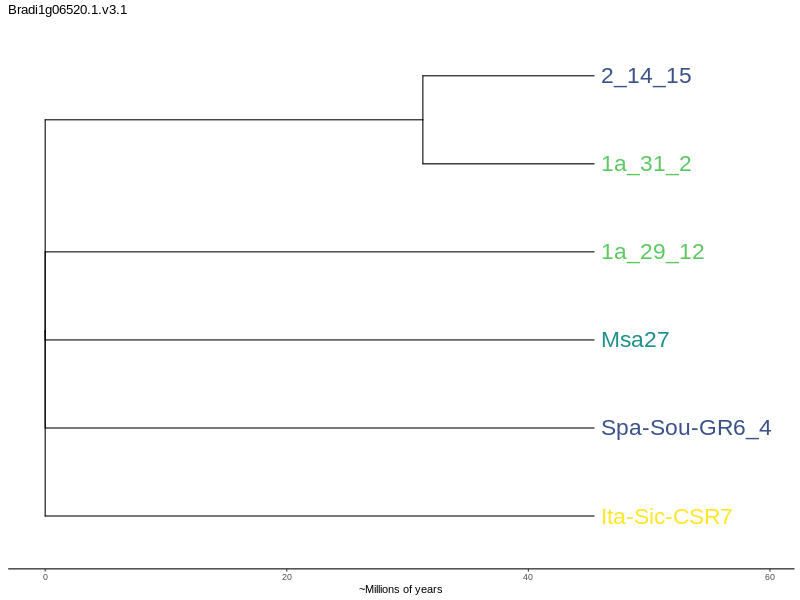 Bradi1g06520.1.v3.1
2_14_15
1a_31_2
1a_29_12
Msa27
Spa-Sou-GR6_4
Ita-Sic-CSR7
0 20 40 60
~Millions of years